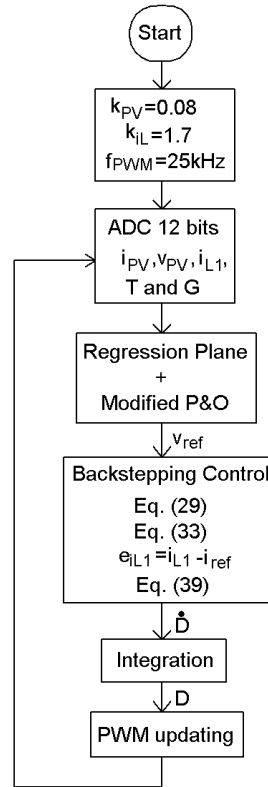 Start
k_PV=0.08
k_iL=1.7
f_PWM=25kHz
ADC 12 bits
i_PV,v_PV,i_L1,
T and G
Regression Plane
+
Modified P&O
v_ref
Backstepping Control
Eq. (29)
Eq. (33)
e_iL1=i_L1-i_ref
Eq. (39)
Ḋ
Integration
D
PWM updating